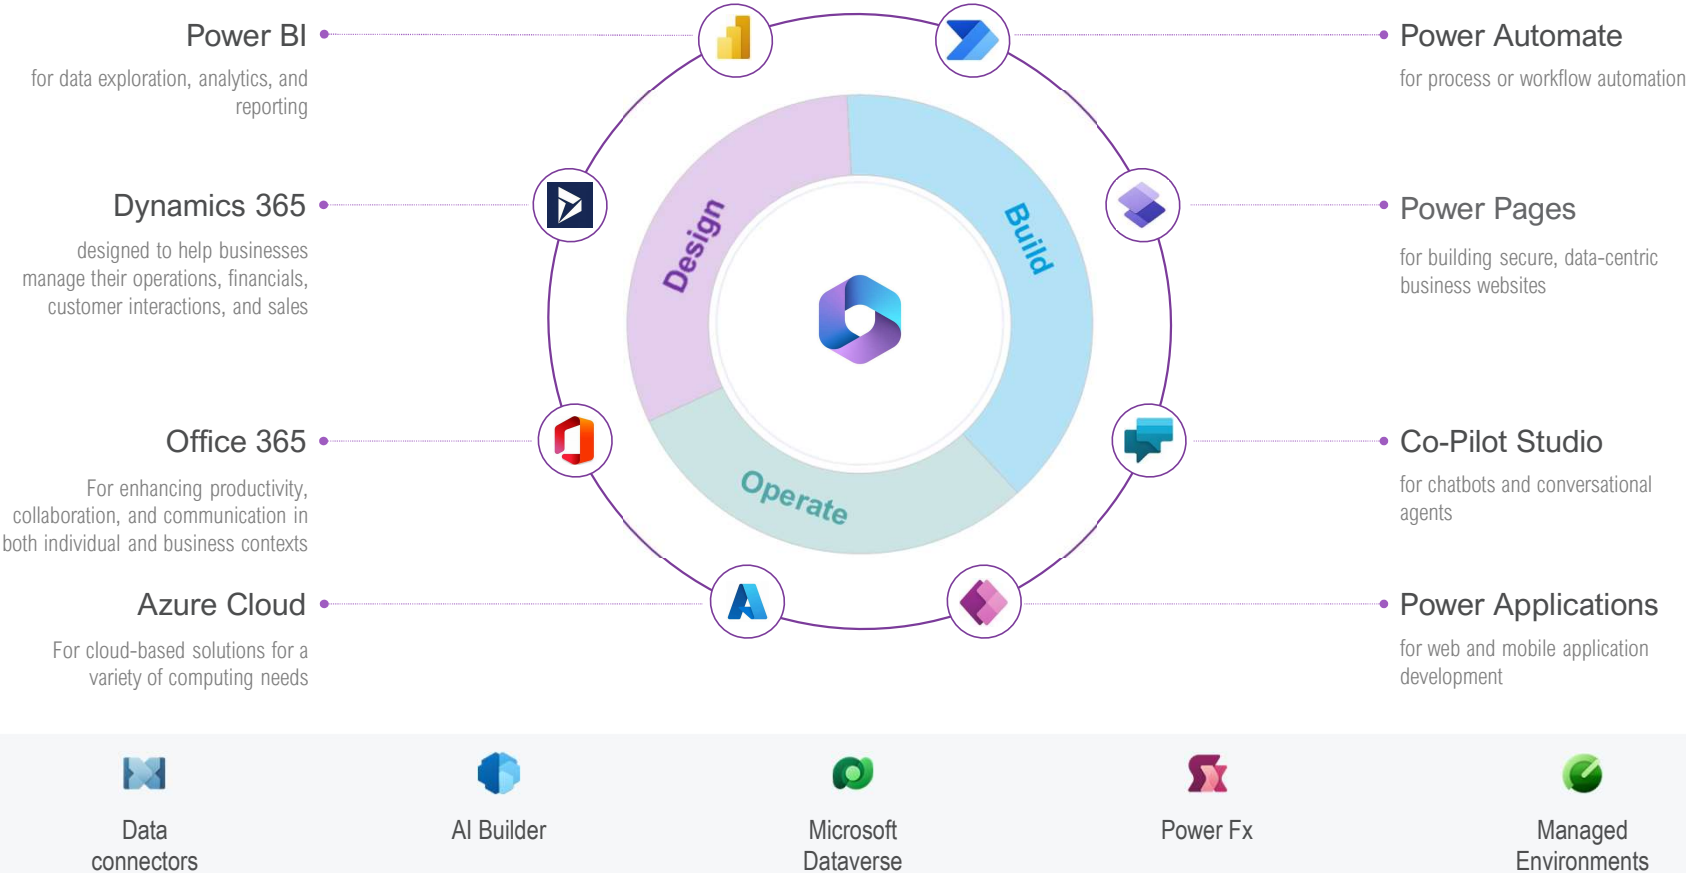 Power BI
for data exploration, analytics, and
reporting
Dynamics 365
designed to help businesses
manage their operations, financials,
customer interactions, and sales
Office 365
For enhancing productivity,
collaboration, and communication in
both individual and business contexts
Azure Cloud
For cloud-based solutions for a
variety of computing needs
Design
Build
Operate
Power Automate
for process or workflow automation
Power Pages
for building secure, data-centric
business websites
Co-Pilot Studio
for chatbots and conversational
agents
Power Applications
for web and mobile application
development
Data
connectors
AI Builder
Microsoft
Dataverse
Power Fx
Managed
Environments